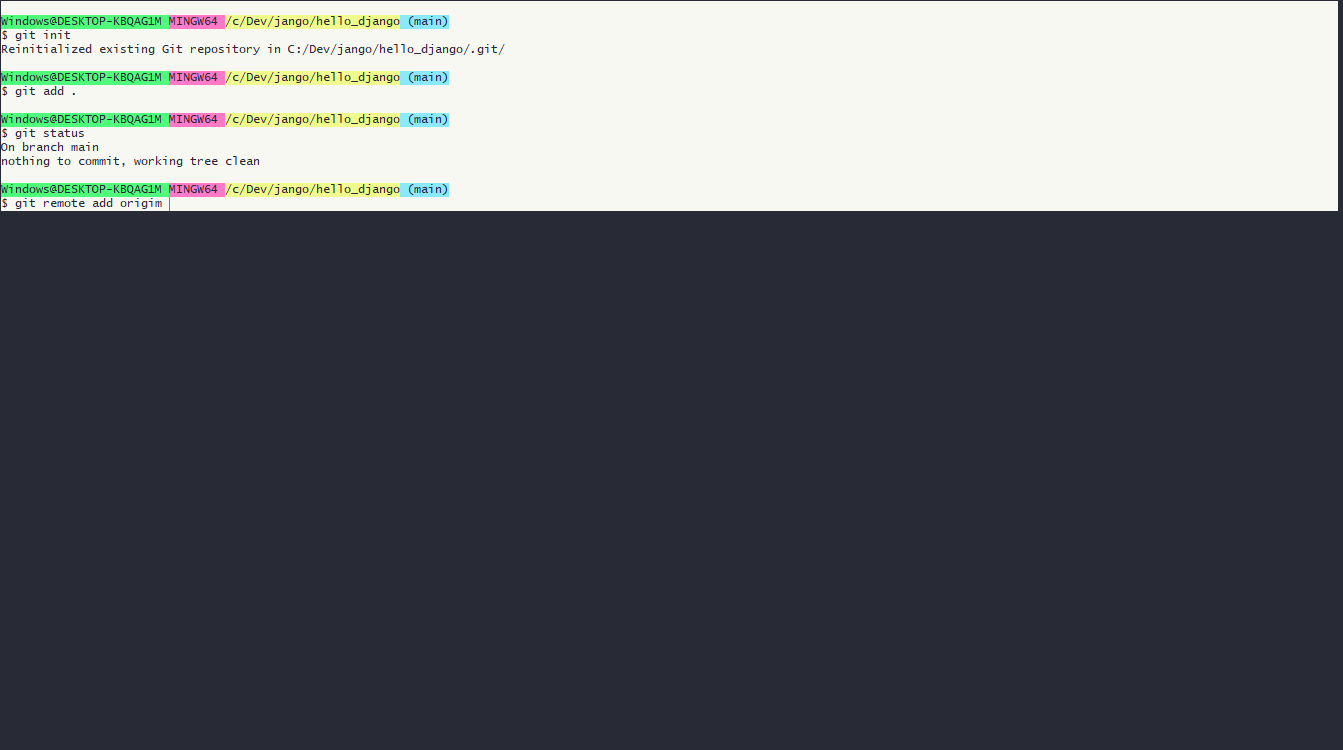 Windows@DESKTOP-KBQAG1M MINGW64 /c/Dev/jango/hello_django (main)
$ git init
Reinitialized existing Git repository in C:/Dev/jango/hello_django/.git/
Windows@DESKTOP-KBQAG1M MINGW64 /c/Dev/jango/hello_django (main)
$ git add .
Windows@DESKTOP-KBQAG1M MINGW64 /c/Dev/jango/hello_django (main)
$ git status
On branch main
nothing to commit, working tree clean
Windows@DESKTOP-KBQAG1M MINGW64 /c/Dev/jango/hello_django (main)
$ git remote add origim